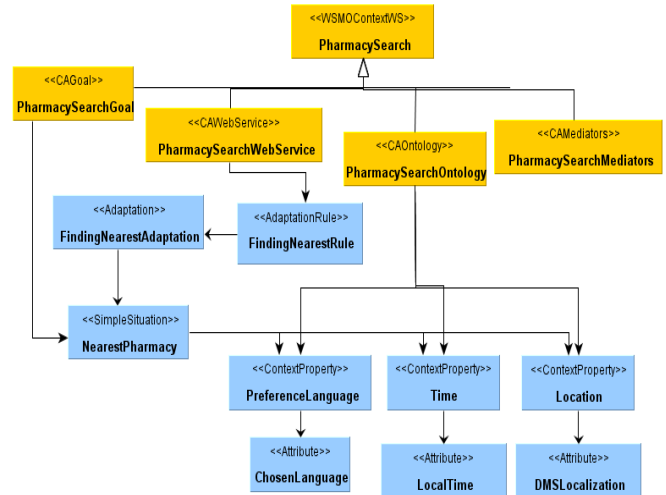 <<WSMOContextWS>>
PharmacySearch
<<CAGoal>>
PharmacySearchGoal
<<CAWebService>>
PharmacySearchWebService
<<CAOntology>>
PharmacySearchOntology
<<CAMediators>>
PharmacySearchMediators
<<Adaptation>>
FindingNearestAdaptation
<<AdaptationRule>>
FindingNearestRule
<<SimpleSituation>>
NearestPharmacy
<<ContextProperty>>
PreferenceLanguage
<<ContextProperty>>
Time
<<ContextProperty>>
Location
<<Attribute>>
ChosenLanguage
<<Attribute>>
LocalTime
<<Attribute>>
DMSLocalization